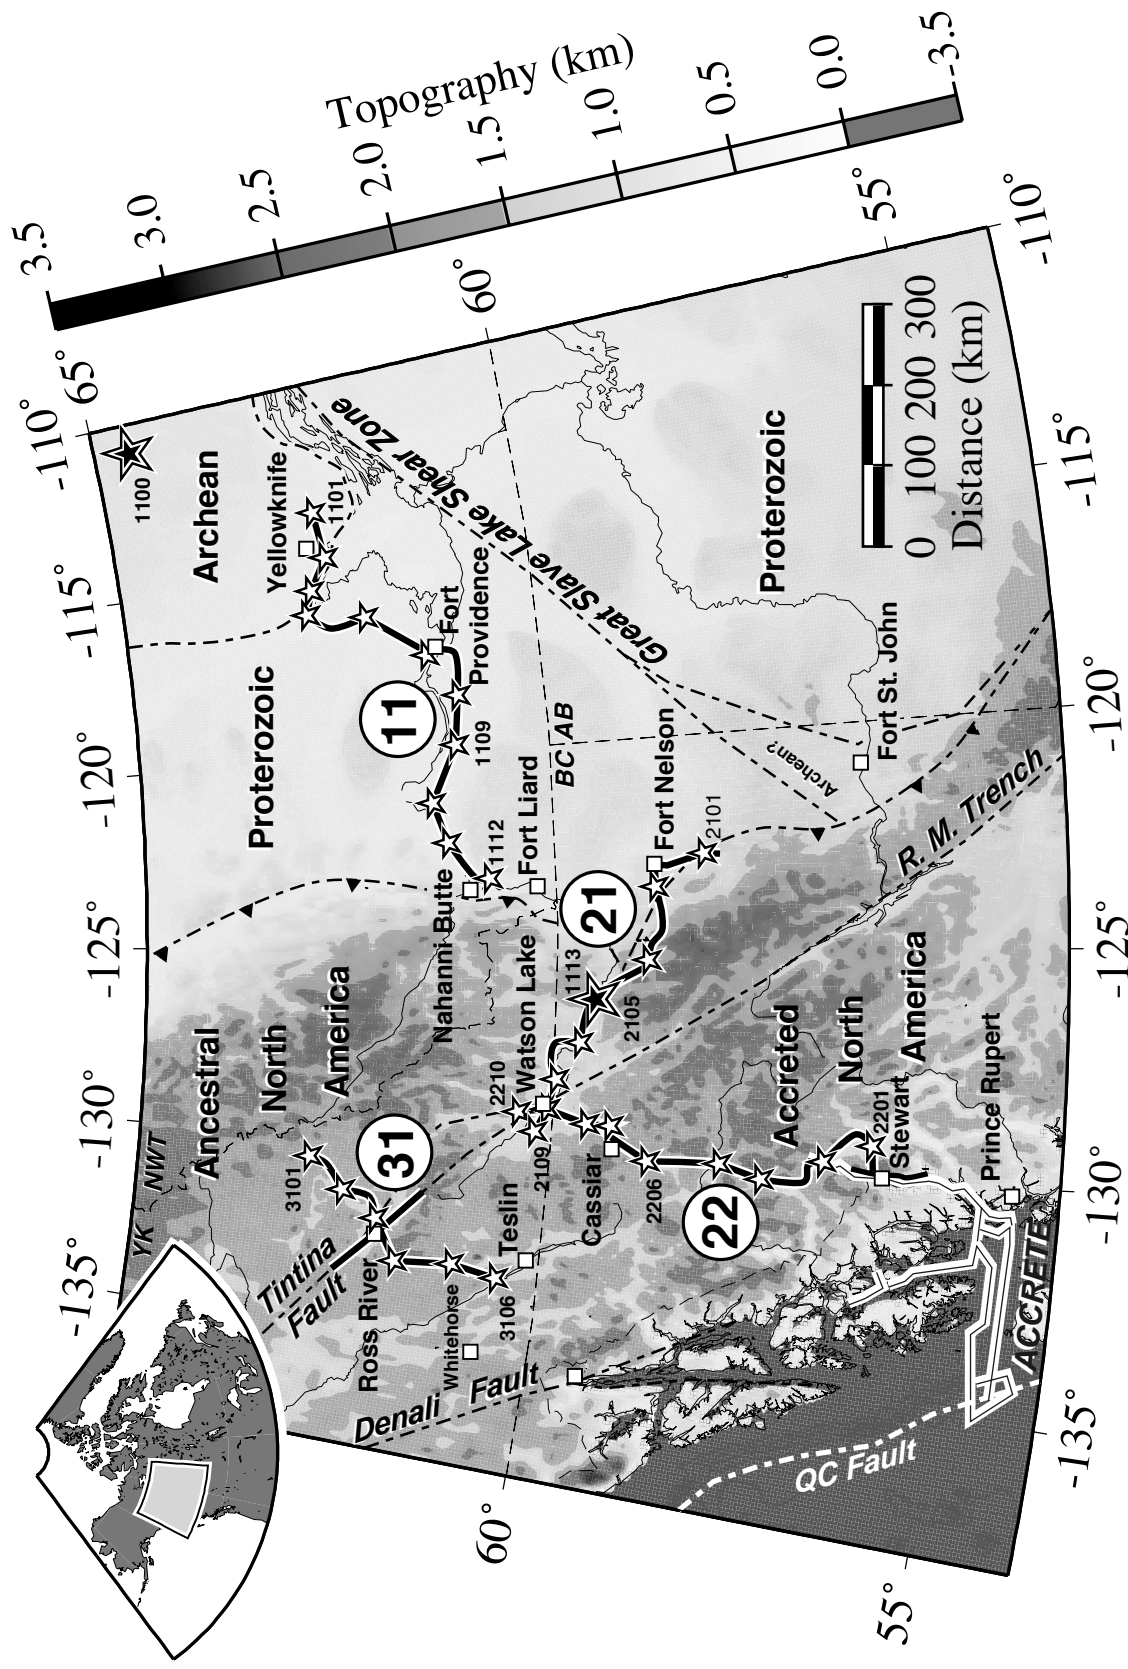 -135°
-130°
-125°
-120°
-115°
-110°
65°
60°
55°
-110°
-115°
-120°
-125°
-130°
-135°
55°
60°
3.5
3.0
2.5
2.0
1.5
1.0
0.5
0.0
-3.5
Topography (km)
0 100 200 300
Distance (km)
YK
NWT
Ancestral
North
America
Proterozoic
Archean
1100
Yellowknife
1101
Great Slave Lake Shear Zone
Fort
Providence
11
1109
1112
Nahanni Butte
Fort Liard
BC
AB
Proterozoic
Archean?
Fort St. John
Fort Nelson
2101
21
1113
2105
Watson Lake
2210
2109
R. M. Trench
31
3101
Tintina
Fault
Ross River
Whitehorse
3106
Teslin
Cassiar
2206
22
Accreted
North
America
2201
Stewart
Prince Rupert
Denali Fault
QC Fault
ACCRETE